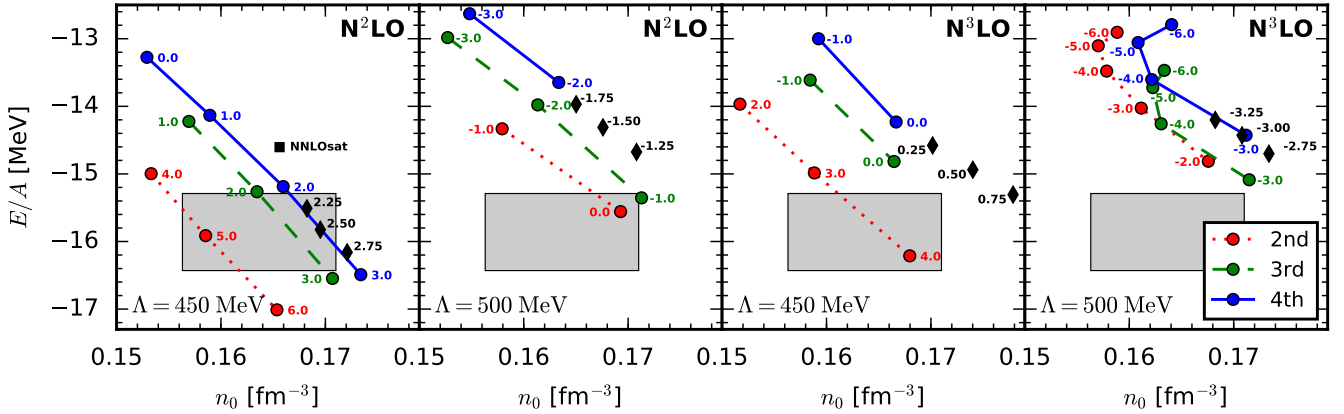 N²LO
N²LO
N³LO
N³LO
E/A [MeV]
−13
−14
−15
−16
−17
0.0
1.0
1.0
NNLOsat
4.0
2.0
2.0
2.25
5.0
2.50
2.75
3.0
3.0
6.0
Λ = 450 MeV
-3.0
-3.0
-2.0
-2.0
-1.75
-1.50
-1.0
-1.25
-1.0
0.0
Λ = 500 MeV
-1.0
-1.0
2.0
0.0
0.25
0.0
3.0
0.50
0.75
4.0
Λ = 450 MeV
-6.0
-6.0
-5.0
-5.0
-4.0
-6.0
-4.0
-5.0
-3.0
-3.25
-4.0
-3.00
-3.0
-2.75
-2.0
-3.0
Λ = 500 MeV
2nd
3rd
4th
0.15 0.16 0.17
0.15 0.16 0.17
0.15 0.16 0.17
0.15 0.16 0.17
n₀ [fm⁻³]
n₀ [fm⁻³]
n₀ [fm⁻³]
n₀ [fm⁻³]